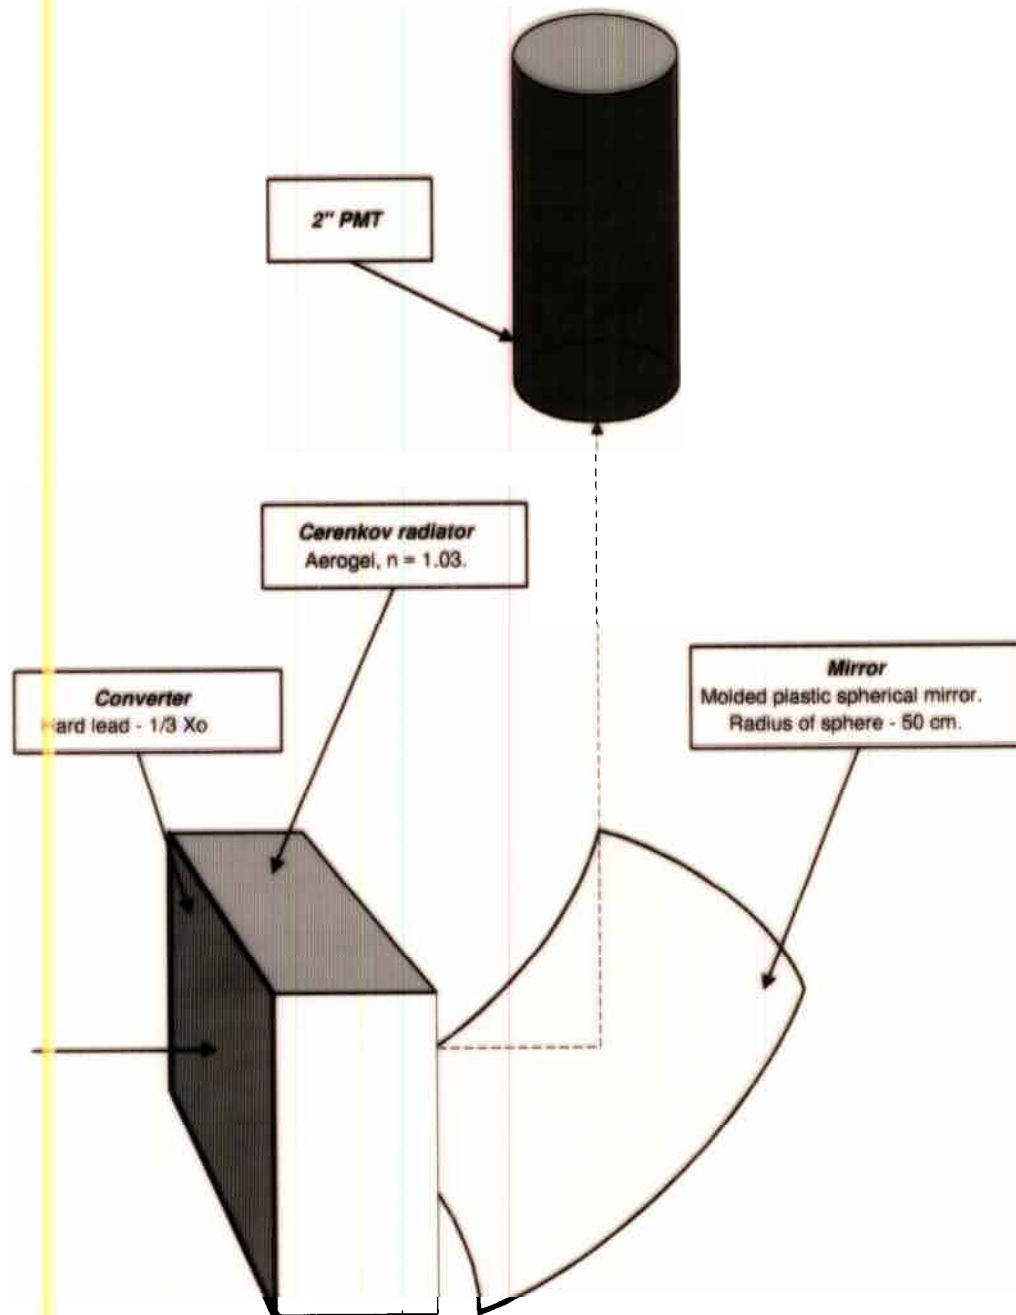 2" PMT
Cerenkov radiator
Aerogel, n = 1.03.
Converter
Hard lead - 1/3 Xo
Mirror
Molded plastic spherical mirror.
Radius of sphere - 50 cm.